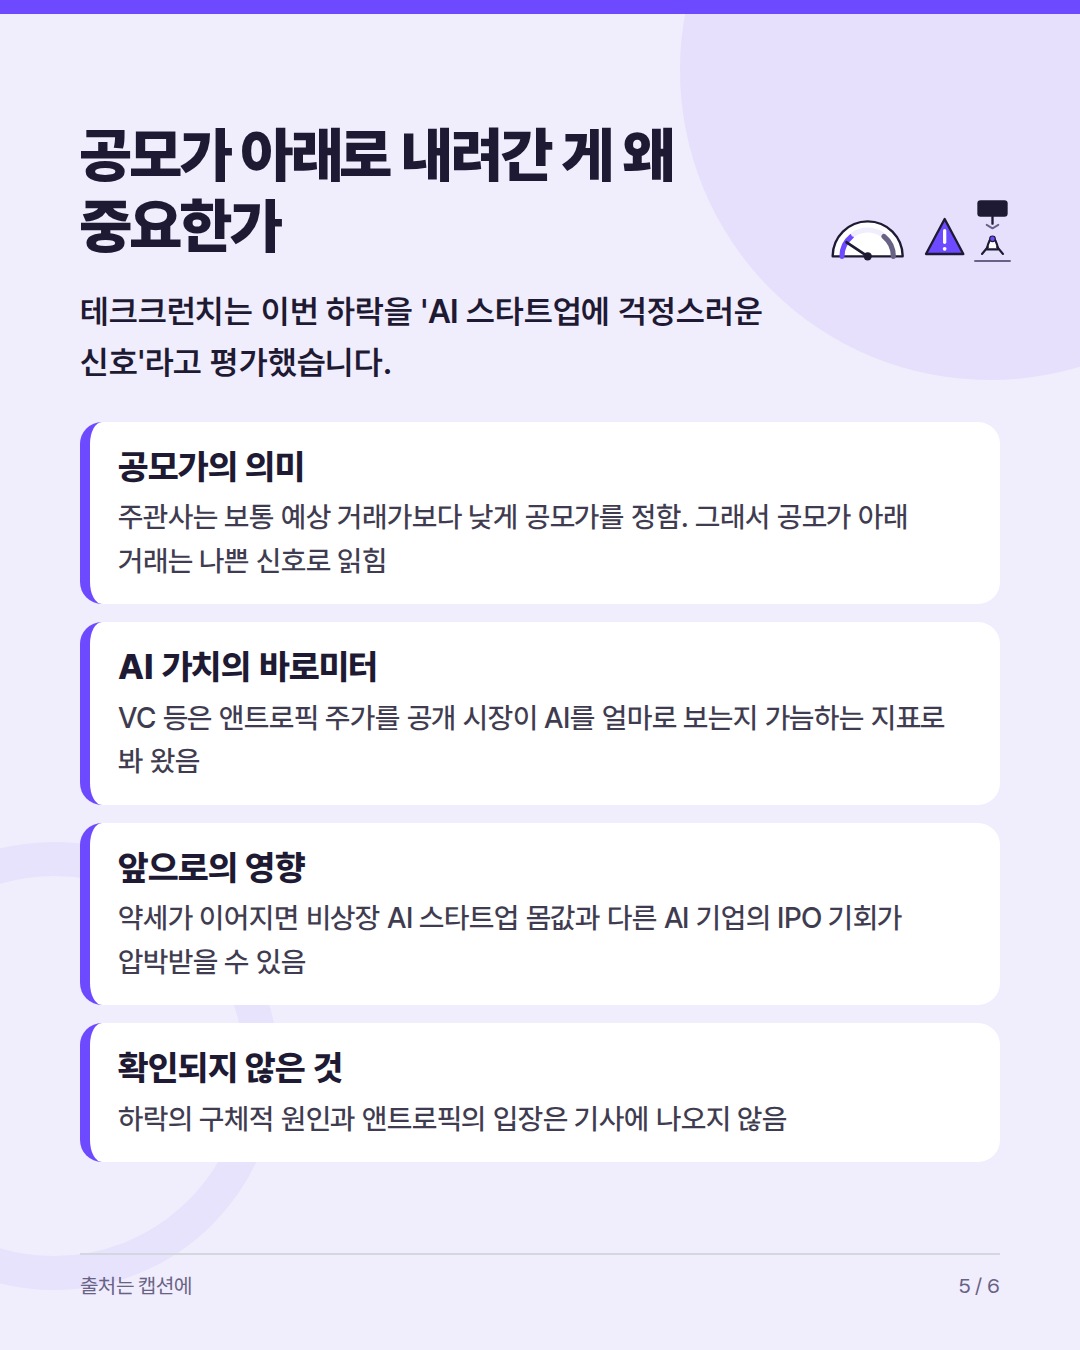 공모가 아래로 내려간 게 왜
중요한가
테크크런치는 이번 하락을 'AI 스타트업에 걱정스러운
신호'라고 평가했습니다.
공모가의 의미
주관사는 보통 예상 거래가보다 낮게 공모가를 정함. 그래서 공모가 아래
거래는 나쁜 신호로 읽힘
AI 가치의 바로미터
VC 등은 앤트로픽 주가를 공개 시장이 AI를 얼마로 보는지 가늠하는 지표로
봐 왔음
앞으로의 영향
약세가 이어지면 비상장 AI 스타트업 몸값과 다른 AI 기업의 IPO 기회가
압박받을 수 있음
확인되지 않은 것
하락의 구체적 원인과 앤트로픽의 입장은 기사에 나오지 않음
출처는 캡션에
5 / 6